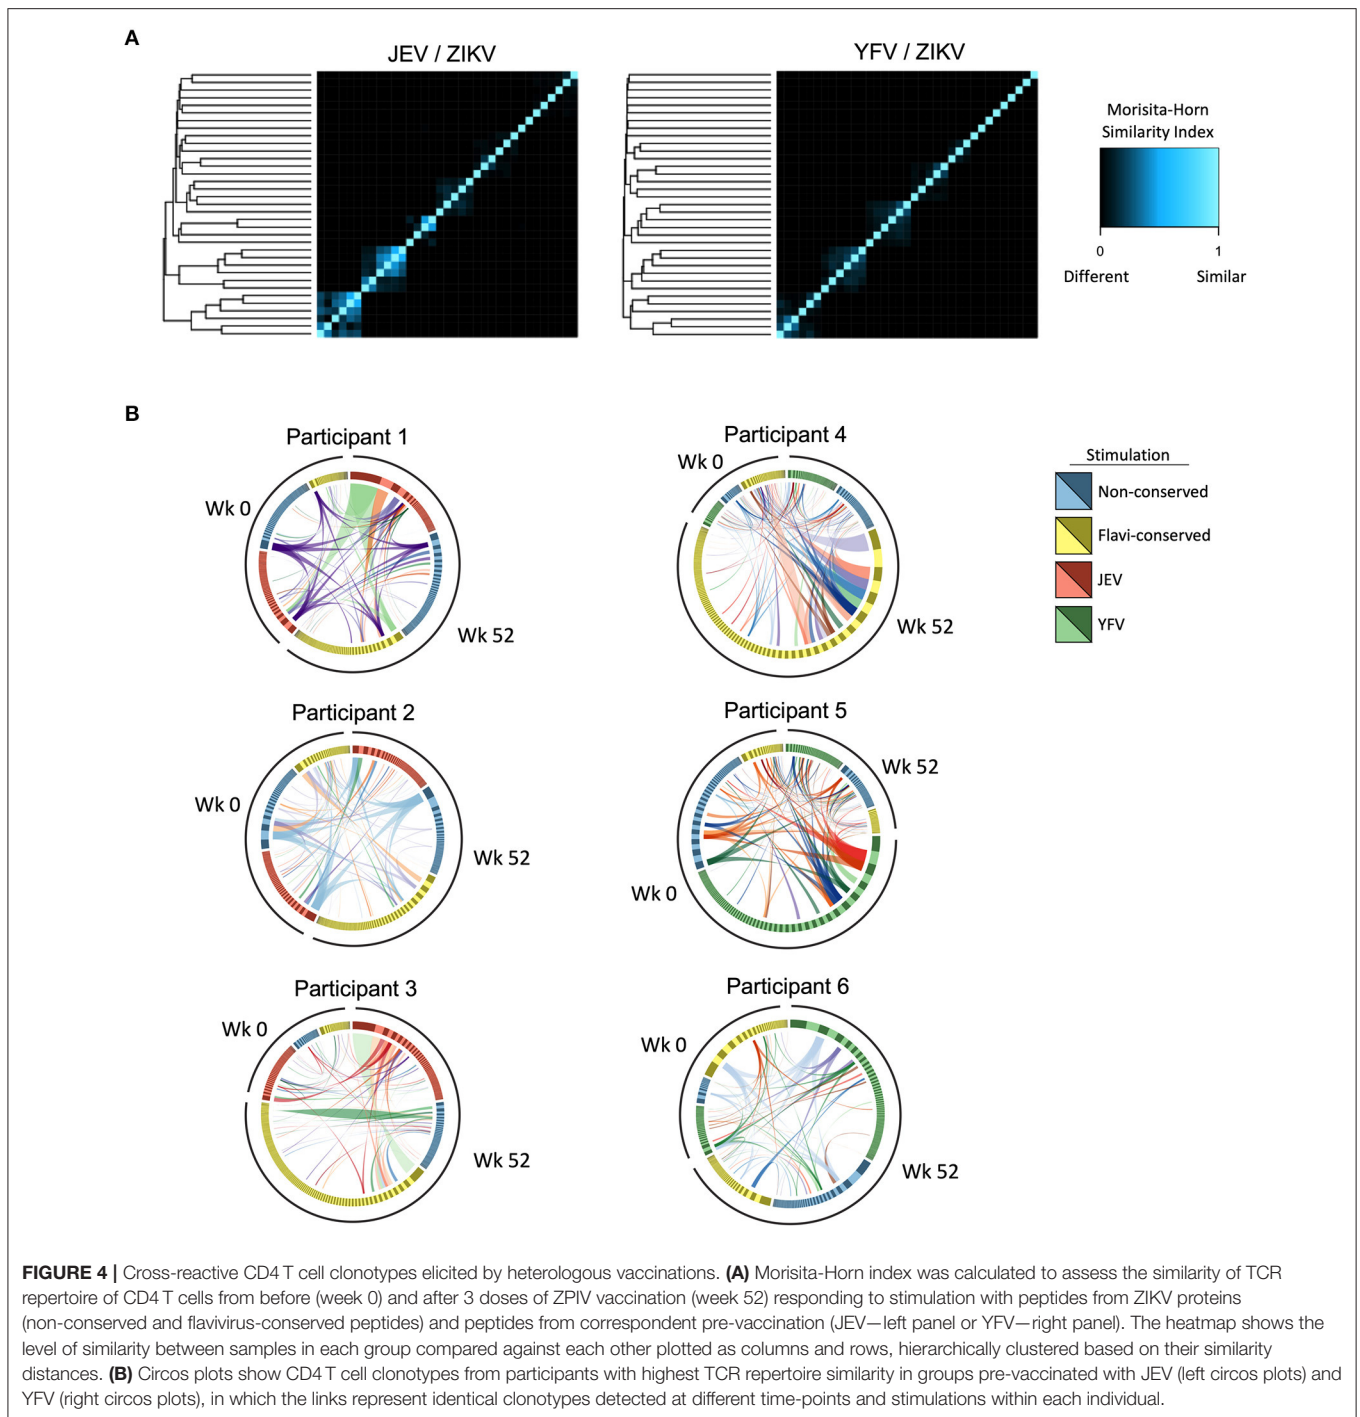 A
JEV / ZIKV
YFV / ZIKV
Morisita-Horn
Similarity Index
0
1
Different
Similar
B
Participant 1
Wk 0
Wk 52
Participant 4
Wk 0
Wk 52
Stimulation
Non-conserved
Flavi-conserved
JEV
YFV
Participant 2
Wk 0
Wk 52
Participant 5
Wk 52
Wk 0
Participant 3
Wk 0
Wk 52
Participant 6
Wk 0
Wk 52
FIGURE 4 | Cross-reactive CD4 T cell clonotypes elicited by heterologous vaccinations. (A) Morisita-Horn index was calculated to assess the similarity of TCR
repertoire of CD4 T cells from before (week 0) and after 3 doses of ZPIV vaccination (week 52) responding to stimulation with peptides from ZIKV proteins
(non-conserved and flavivirus-conserved peptides) and peptides from correspondent pre-vaccination (JEV—left panel or YFV—right panel). The heatmap shows the
level of similarity between samples in each group compared against each other plotted as columns and rows, hierarchically clustered based on their similarity
distances. (B) Circos plots show CD4 T cell clonotypes from participants with highest TCR repertoire similarity in groups pre-vaccinated with JEV (left circos plots) and
YFV (right circos plots), in which the links represent identical clonotypes detected at different time-points and stimulations within each individual.